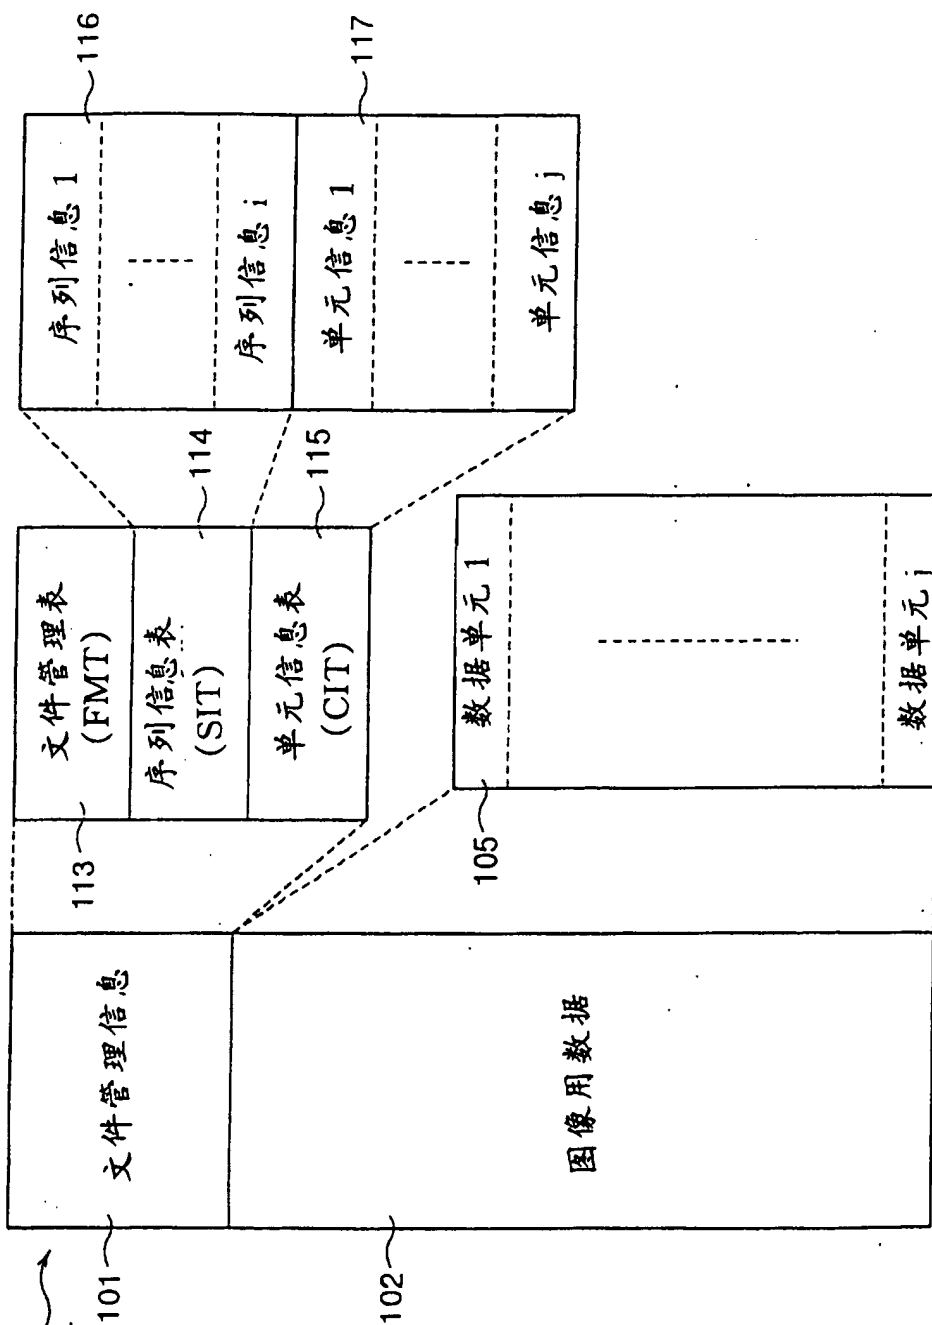 文件管理信息
图像用数据
101
102
文件管理表
(FMT)
序列信息表
(SIT)
单元信息表
(CIT)
113
114
115
数据单元 1
数据单元 j
105
序列信息 1
序列信息 i
单元信息 1
单元信息 j
116
117